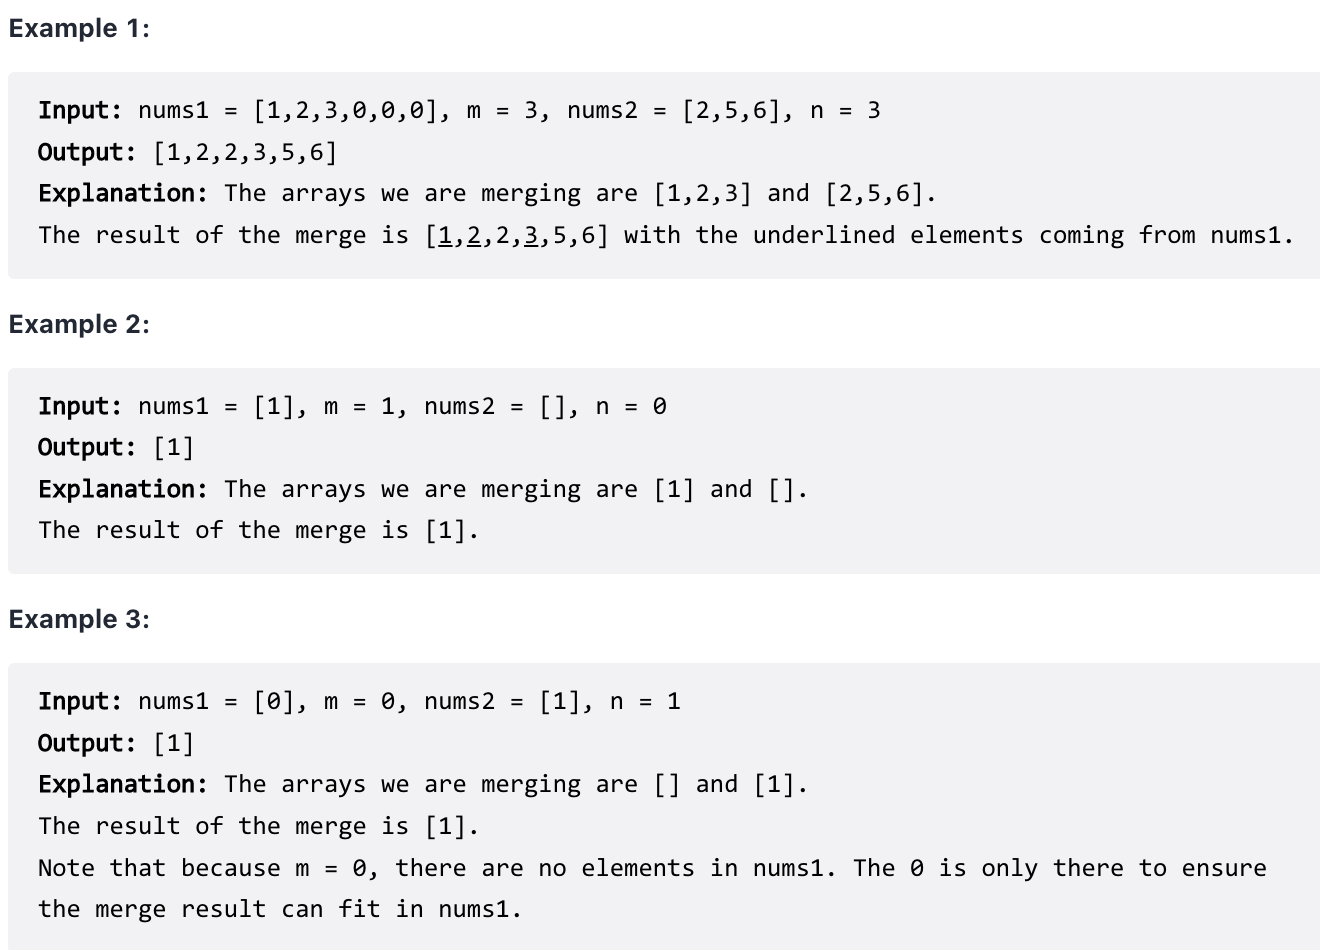 Example 1:
Input: nums1 = [1,2,3,0,0,0], m = 3, nums2 = [2,5,6], n = 3
Output: [1,2,2,3,5,6]
Explanation: The arrays we are merging are [1,2,3] and [2,5,6].
The result of the merge is [1,2,2,3,5,6] with the underlined elements coming from nums1.
Example 2:
Input: nums1 = [1], m = 1, nums2 = [], n = 0
Output: [1]
Explanation: The arrays we are merging are [1] and [].
The result of the merge is [1].
Example 3:
Input: nums1 = [0], m = 0, nums2 = [1], n = 1
Output: [1]
Explanation: The arrays we are merging are [] and [1].
The result of the merge is [1].
Note that because m = 0, there are no elements in nums1. The 0 is only there to ensure
the merge result can fit in nums1.